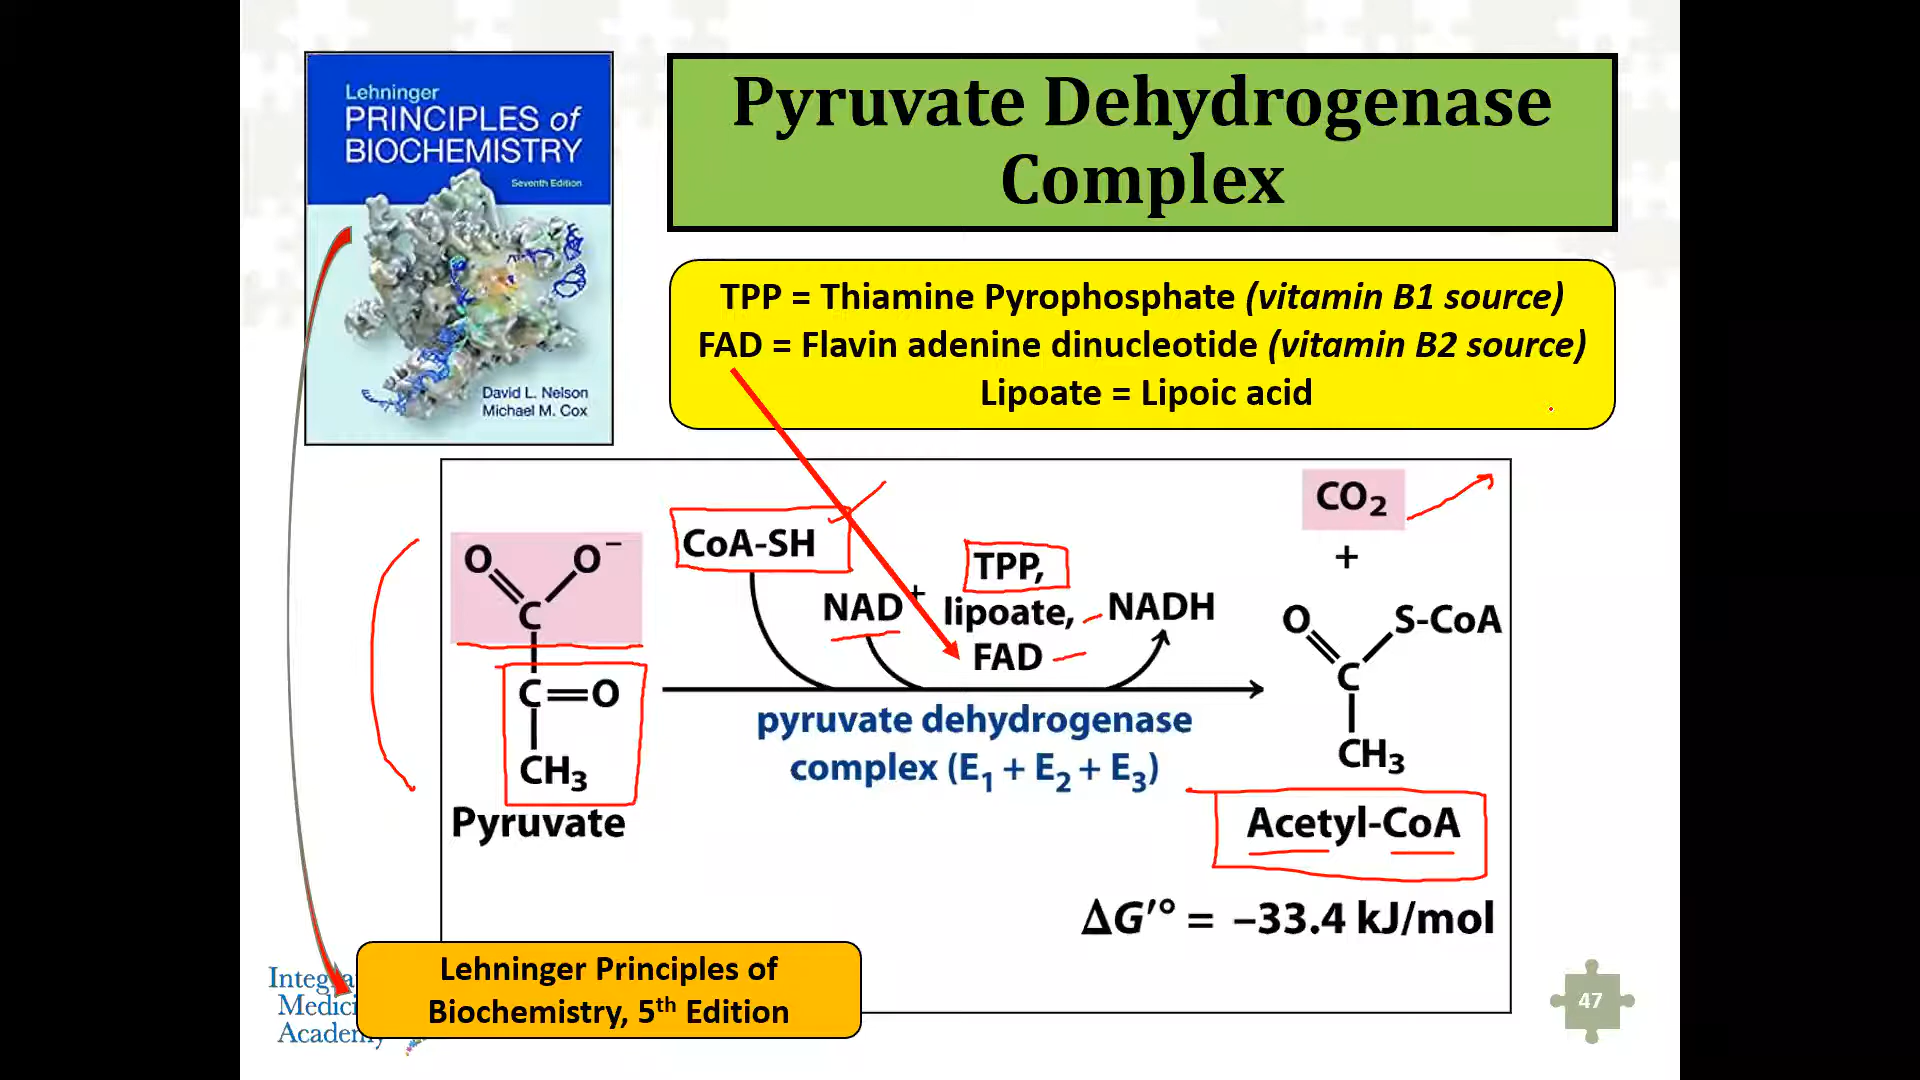 Lehninger
PRINCIPLES of
BIOCHEMISTRY
Seventh Edition
David L. Nelson
Michael M. Cox
Pyruvate Dehydrogenase
Complex
TPP = Thiamine Pyrophosphate (vitamin B1 source)
FAD = Flavin adenine dinucleotide (vitamin B2 source)
Lipoate = Lipoic acid
O O⁻
C
C=O
CH₃
Pyruvate
CoA-SH
NAD⁺
TPP,
lipoate,
FAD
NADH
pyruvate dehydrogenase
complex (E₁ + E₂ + E₃)
CO₂
+
O S-CoA
C
CH₃
Acetyl-CoA
ΔG′° = −33.4 kJ/mol
Lehninger Principles of
Biochemistry, 5th Edition
Academy
47